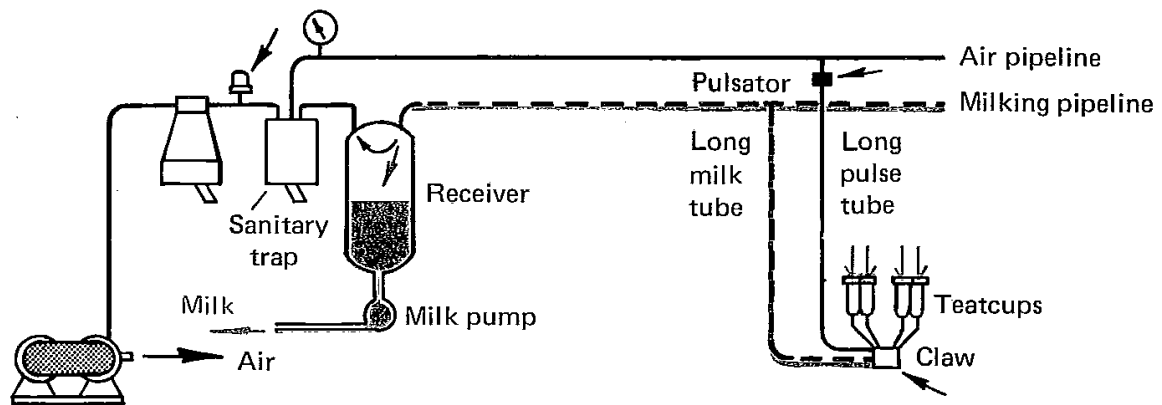 Air pipeline
Pulsator
Milking pipeline
Long
milk
tube
Long
pulse
tube
Receiver
Sanitary
trap
Teatcups
Milk
Milk pump
Air
Claw